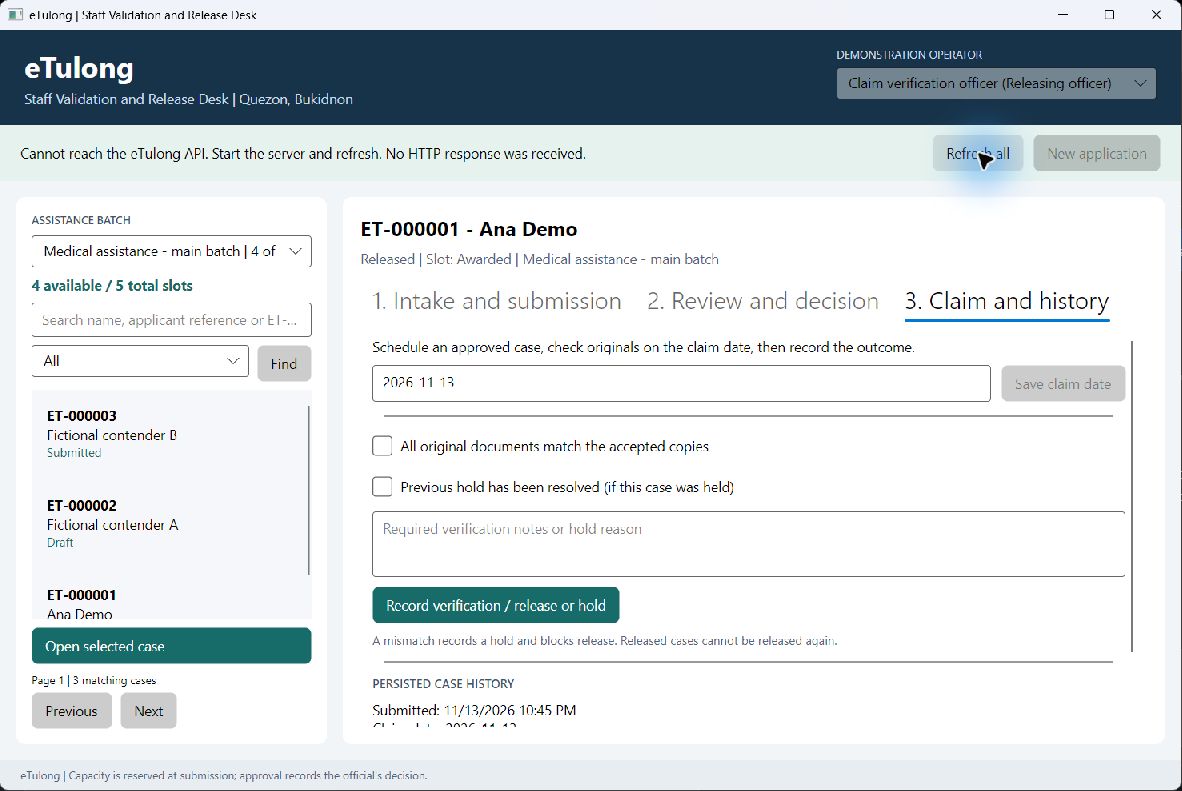 eTulong | Staff Validation and Release Desk
eTulong
Staff Validation and Release Desk | Quezon, Bukidnon
DEMONSTRATION OPERATOR
Claim verification officer (Releasing officer)
Cannot reach the eTulong API. Start the server and refresh. No HTTP response was received.
Refresh all
New application
ASSISTANCE BATCH
Medical assistance - main batch | 4 of
4 available / 5 total slots
Search name, applicant reference or ET-...
All
Find
ET-000003
Fictional contender B
Submitted
ET-000002
Fictional contender A
Draft
ET-000001
Ana Demo
Open selected case
Page 1 | 3 matching cases
Previous
Next
ET-000001 - Ana Demo
Released | Slot: Awarded | Medical assistance - main batch
1. Intake and submission
2. Review and decision
3. Claim and history
Schedule an approved case, check originals on the claim date, then record the outcome.
2026-11-13
Save claim date
All original documents match the accepted copies
Previous hold has been resolved (if this case was held)
Required verification notes or hold reason
Record verification / release or hold
A mismatch records a hold and blocks release. Released cases cannot be released again.
PERSISTED CASE HISTORY
Submitted: 11/13/2026 10:45 PM
Claim date: 2026-11-13
eTulong | Capacity is reserved at submission; approval records the official's decision.